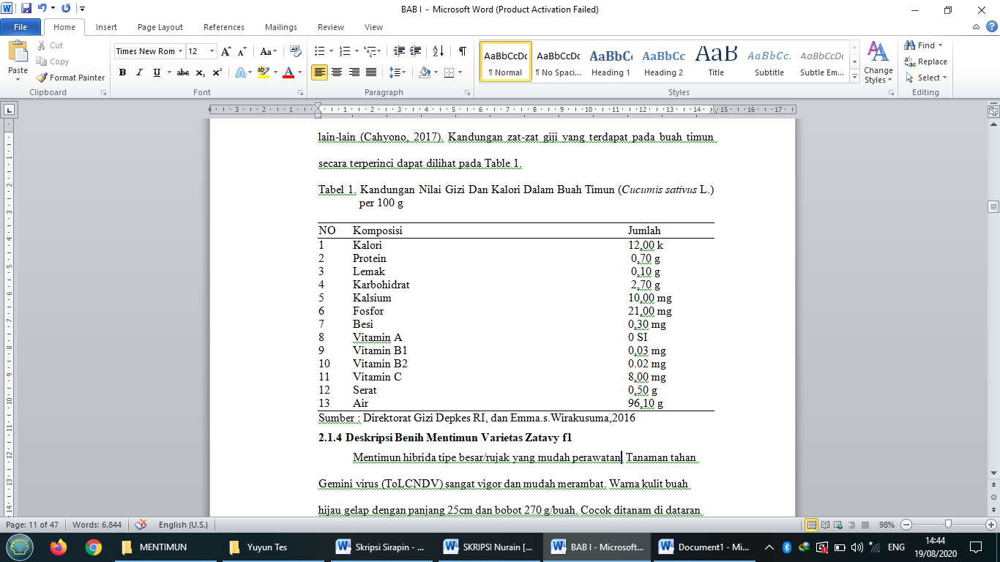 BAB I - Microsoft Word (Product Activation Failed)
File Home Insert Page Layout References Mailings Review View
Paste
Cut
Copy
Format Painter
Clipboard
Times New Rom 12
Font
Paragraph
AaBbCcDc AaBbCcDc AaBbCc AaBbCc AaB AaBbCc. AaBbCcDc
¶ Normal ¶ No Spaci... Heading 1 Heading 2 Title Subtitle Subtle Em...
Styles
Change Styles
Find
Replace
Select
Editing
lain-lain (Cahyono, 2017). Kandungan zat-zat giji yang terdapat pada buah timun
secara terperinci dapat dilihat pada Table 1.
Tabel 1. Kandungan Nilai Gizi Dan Kalori Dalam Buah Timun (Cucumis sativus L.)
per 100 g
NO Komposisi Jumlah
1 Kalori 12,00 k
2 Protein 0,70 g
3 Lemak 0,10 g
4 Karbohidrat 2,70 g
5 Kalsium 10,00 mg
6 Fosfor 21,00 mg
7 Besi 0,30 mg
8 Vitamin A 0 SI
9 Vitamin B1 0,03 mg
10 Vitamin B2 0.02 mg
11 Vitamin C 8,00 mg
12 Serat 0,50 g
13 Air 96,10 g
Sumber : Direktorat Gizi Depkes RI, dan Emma.s.Wirakusuma,2016
2.1.4 Deskripsi Benih Mentimun Varietas Zatavy f1
Mentimun hibrida tipe besar/rujak yang mudah perawatan. Tanaman tahan
Gemini virus (ToLCNDV) sangat vigor dan mudah merambat. Warna kulit buah
hijau gelap dengan panjang 25cm dan bobot 270 g/buah. Cocok ditanam di dataran
Page: 11 of 47 Words: 6.844 English (U.S.) 98%
MENTIMUN Yuyun Tes Skripsi Sirapin - ... SKRIPSI Nurain [... BAB I - Microsoft... Document1 - Mi... ENG 14:44
19/08/2020